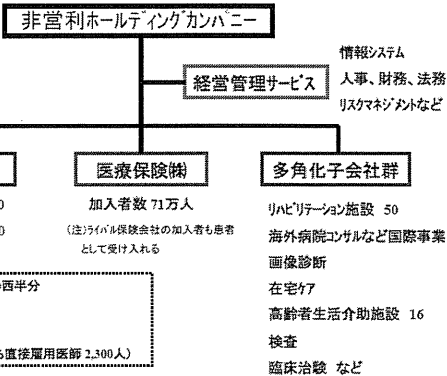 非営利ホールディングカンパニー
経営管理サービス
情報システム
人事、財務、法務
リスクマネジメントなど
医療保険㈱
多角化子会社群
0
0
加入者数 71万人
(注)ライバル保険会社の加入者も患者
として受け入れる
リハビリテーション施設 50
海外病院コンサルなど国際事業
画像診断
在宅ケア
高齢者生活介助施設 16
検査
臨床治験 など
西半分
直接雇用医師 2,300人)